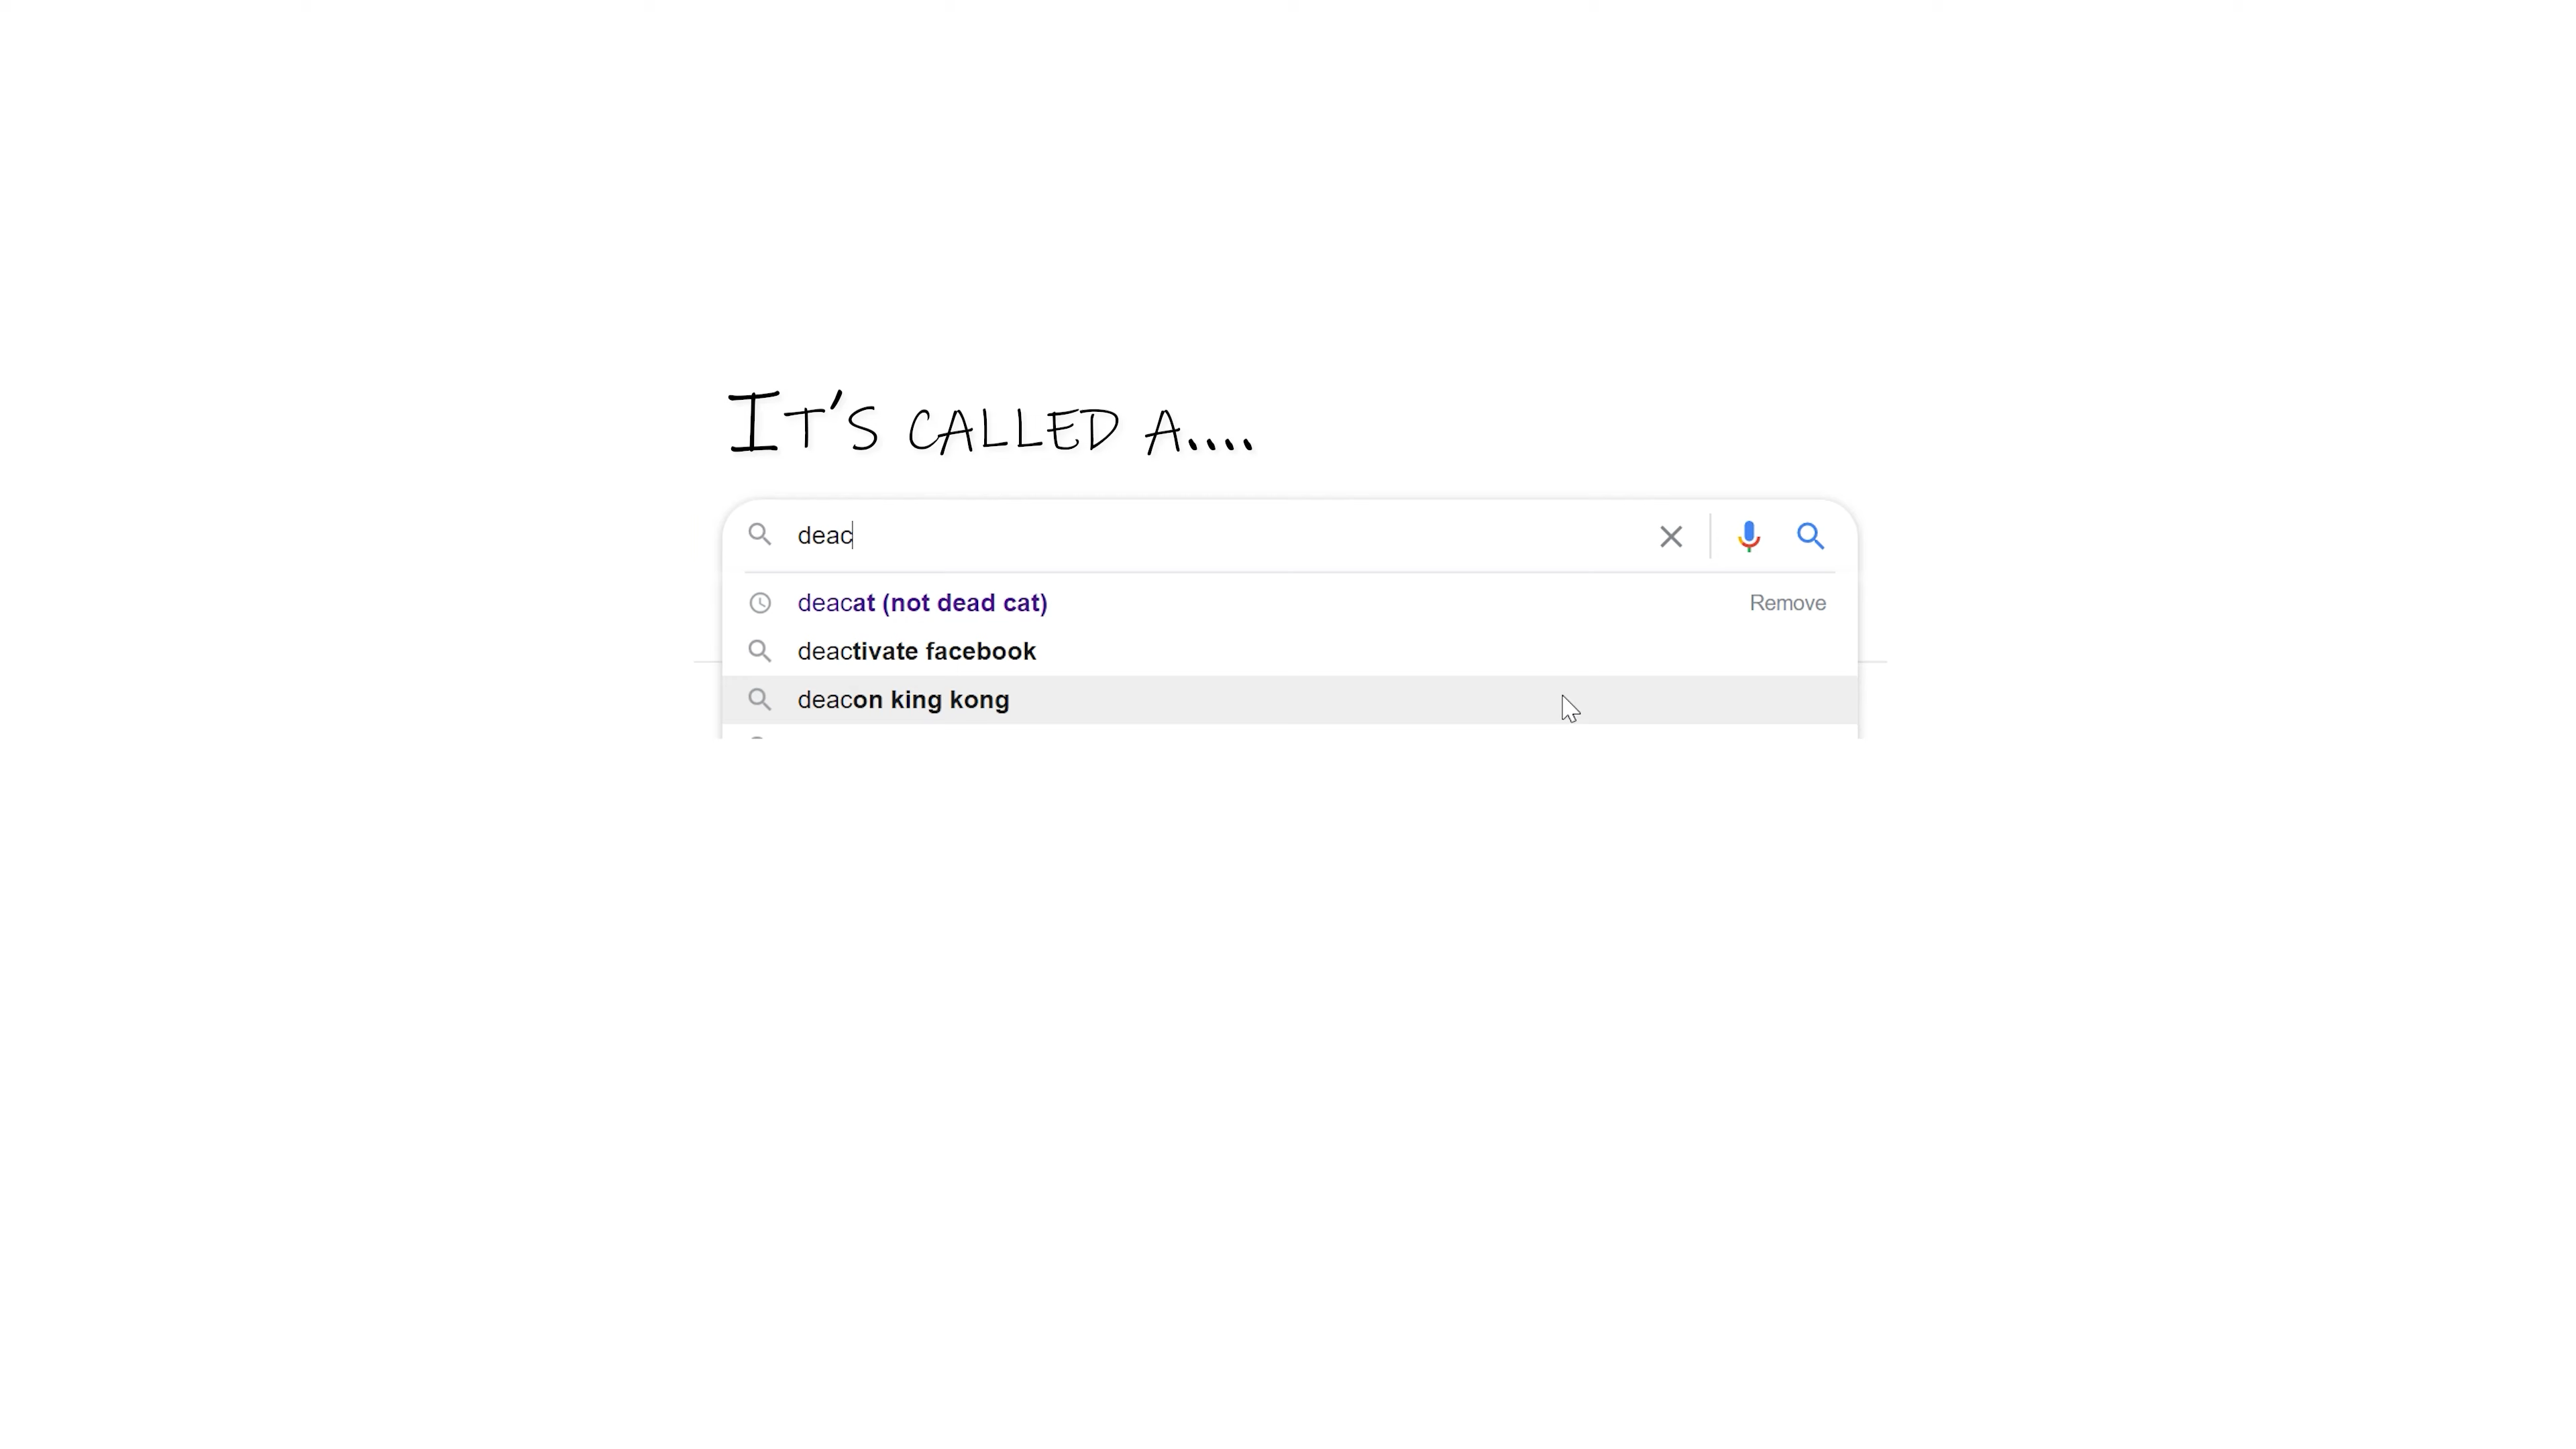 It's called a....
deac
deacat (not dead cat)
Remove
deactivate facebook
deacon king kong